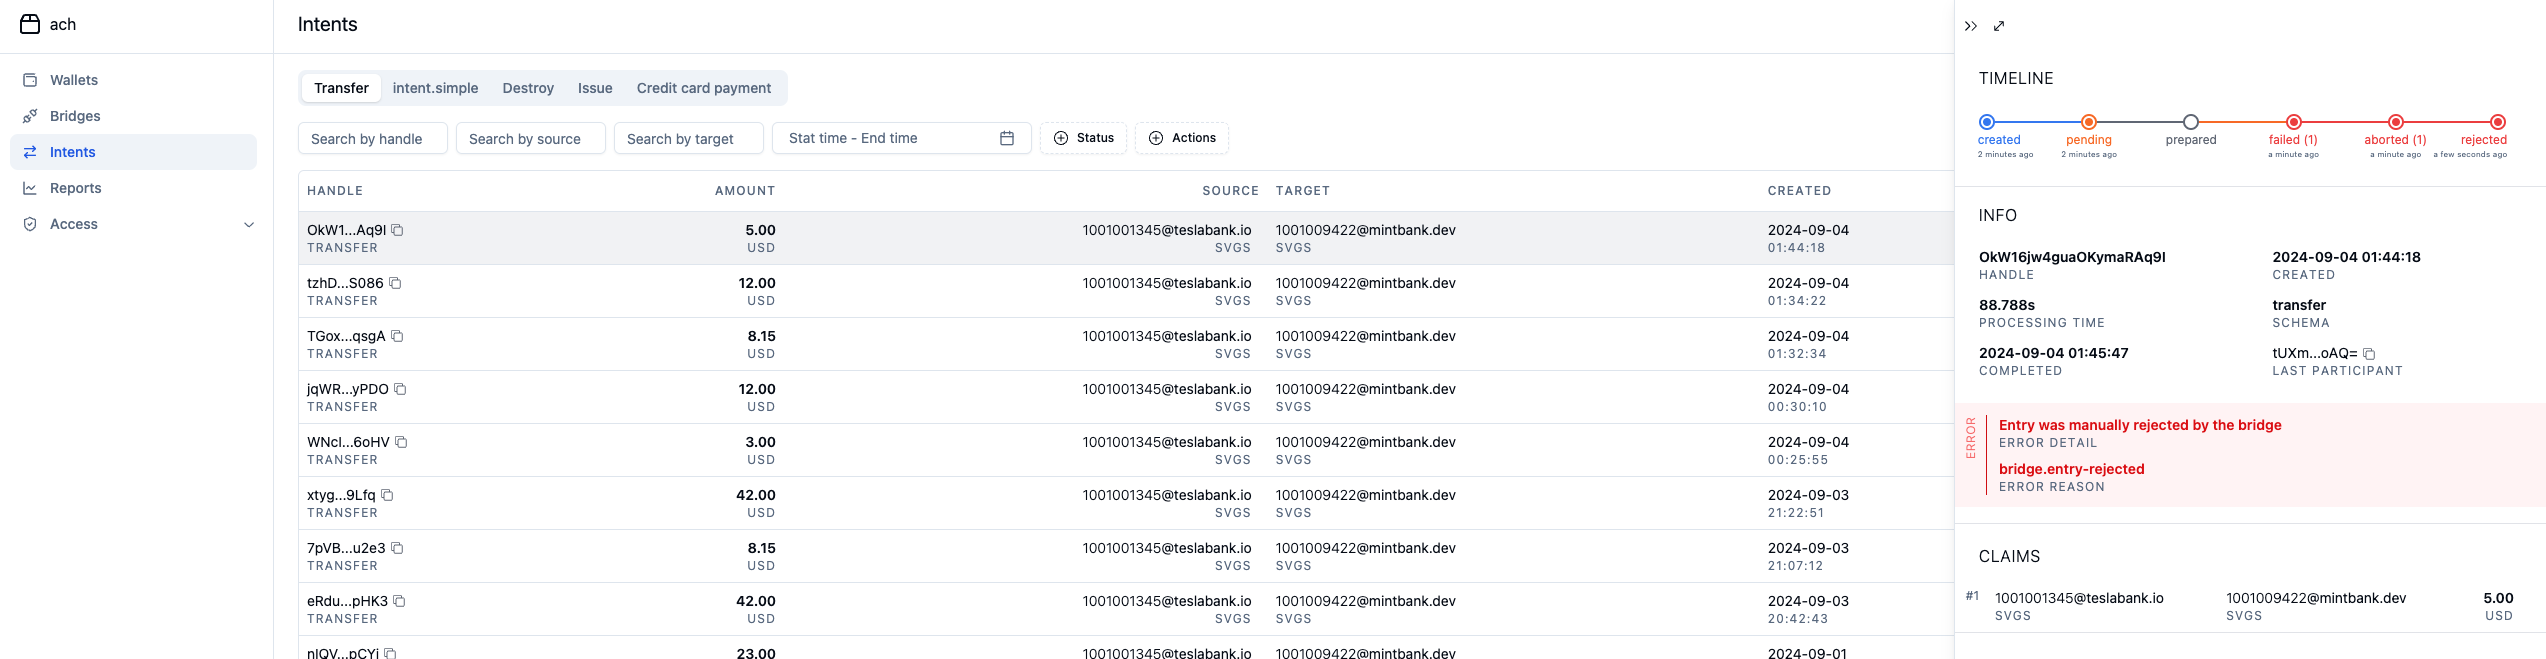 ach
Intents
Wallets
Bridges
Intents
Reports
Access
Transfer intent.simple Destroy Issue Credit card payment
Search by handle Search by source Search by target Stat time - End time Status Actions
HANDLE AMOUNT SOURCE TARGET CREATED
OkW1...Aq9I 5.00 1001001345@teslabank.io 1001009422@mintbank.dev 2024-09-04
TRANSFER USD SVGS SVGS 01:44:18
tzhD...S086 12.00 1001001345@teslabank.io 1001009422@mintbank.dev 2024-09-04
TRANSFER USD SVGS SVGS 01:34:22
TGox...qsgA 8.15 1001001345@teslabank.io 1001009422@mintbank.dev 2024-09-04
TRANSFER USD SVGS SVGS 01:32:34
jqWR...yPDO 12.00 1001001345@teslabank.io 1001009422@mintbank.dev 2024-09-04
TRANSFER USD SVGS SVGS 00:30:10
WNcI...6oHV 3.00 1001001345@teslabank.io 1001009422@mintbank.dev 2024-09-04
TRANSFER USD SVGS SVGS 00:25:55
xtyg...9Lfq 42.00 1001001345@teslabank.io 1001009422@mintbank.dev 2024-09-03
TRANSFER USD SVGS SVGS 21:22:51
7pVB...u2e3 8.15 1001001345@teslabank.io 1001009422@mintbank.dev 2024-09-03
TRANSFER USD SVGS SVGS 21:07:12
eRdu...pHK3 42.00 1001001345@teslabank.io 1001009422@mintbank.dev 2024-09-03
TRANSFER USD SVGS SVGS 20:42:43
nIQV...pCYj 23.00 1001001345@teslabank.io 1001009422@mintbank.dev 2024-09-01
TIMELINE
created pending prepared failed (1) aborted (1) rejected
2 minutes ago 2 minutes ago a minute ago a minute ago a few seconds ago
INFO
OkW16jw4guaOKymaRAq9I 2024-09-04 01:44:18
HANDLE CREATED
88.788s transfer
PROCESSING TIME SCHEMA
2024-09-04 01:45:47 tUXm...oAQ=
COMPLETED LAST PARTICIPANT
ERROR
Entry was manually rejected by the bridge
ERROR DETAIL
bridge.entry-rejected
ERROR REASON
CLAIMS
#1 1001001345@teslabank.io 1001009422@mintbank.dev 5.00
SVGS SVGS USD